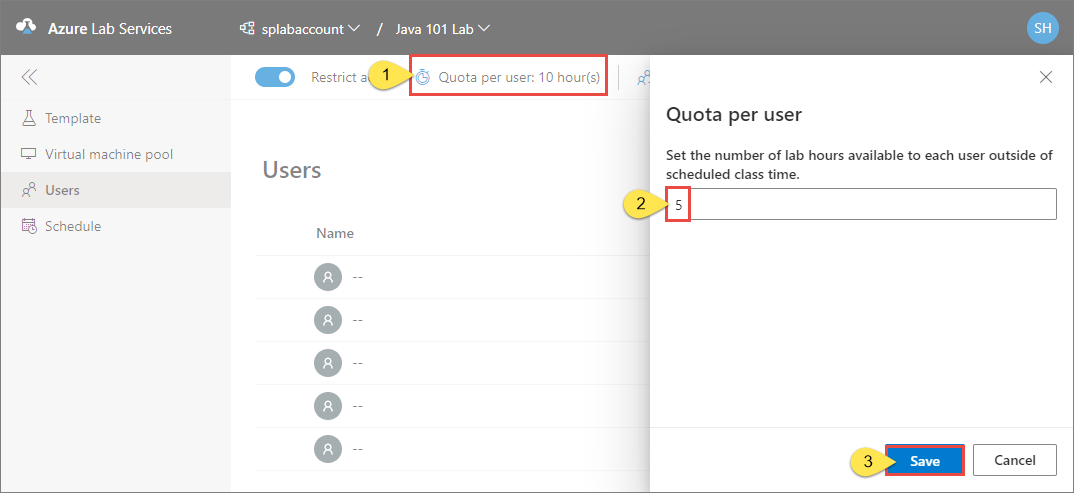 Azure Lab Services
splabaccount / Java 101 Lab
SH
Restrict a
1
Quota per user: 10 hour(s)
Template
Virtual machine pool
Users
Schedule
Users
Name
--
--
--
--
--
Quota per user
Set the number of lab hours available to each user outside of
scheduled class time.
2
5
3
Save
Cancel